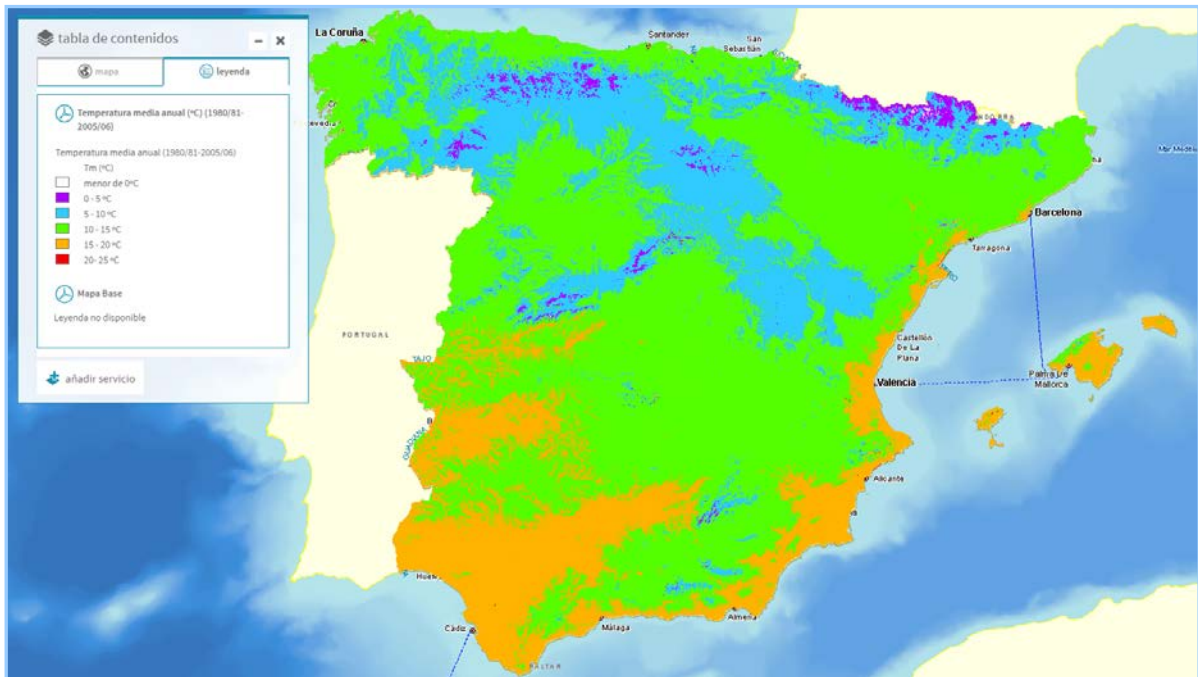 tabla de contenidos
mapa
leyenda
Temperatura media anual (ºC) (1980/81-
2005/06)
Temperatura media anual (1980/81-2005/06)
Tm (ºC)
menor de 0ºC
0 - 5 ºC
5 - 10 ºC
10 - 15 ºC
15 - 20 ºC
20- 25 ºC
Mapa Base
Leyenda no disponible
añadir servicio
La Coruña
Santander
San
Sebastián
Barcelona
Tarragona
PORTUGAL
TAJO
Castellón
De La
Plana
Valencia
Palma De
Mallorca
GUADIANA
Alicante
Cádiz
Málaga
Almería